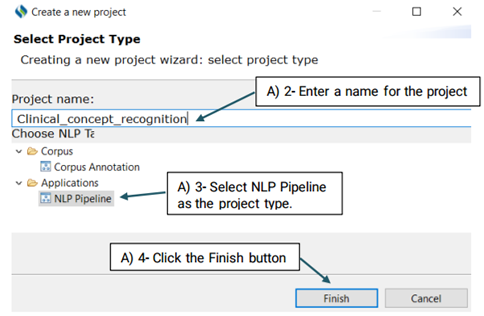 Create a new project
Select Project Type
Creating a new project wizard: select project type
A) 2- Enter a name for the project
Project name:
Clinical_concept_recognition
Choose NLP Ta
Corpus
Corpus Annotation
Applications
NLP Pipeline
A) 3- Select NLP Pipeline
as the project type.
A) 4- Click the Finish button
Finish
Cancel